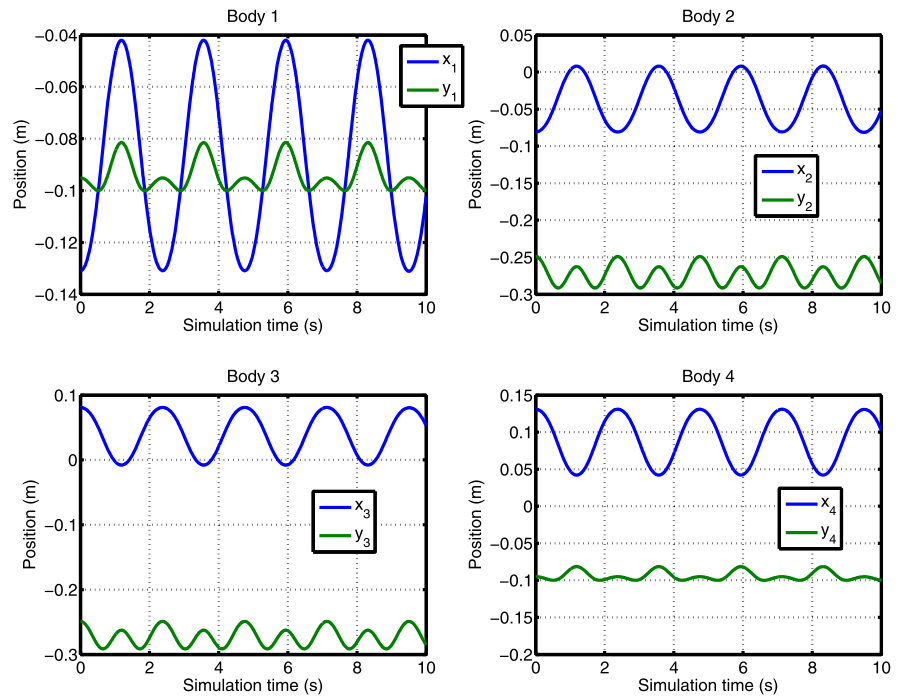 Body 1
−0.04
−0.06
−0.08
−0.1
−0.12
−0.14
0 2 4 6 8 10
Position (m)
Simulation time (s)
x1
y1
Body 2
0.05
0
−0.05
−0.1
−0.15
−0.2
−0.25
−0.3
0 2 4 6 8 10
Position (m)
Simulation time (s)
x2
y2
Body 3
0.1
0
−0.1
−0.2
−0.3
0 2 4 6 8 10
Position (m)
Simulation time (s)
x3
y3
Body 4
0.15
0.1
0.05
0
−0.05
−0.1
−0.15
−0.2
0 2 4 6 8 10
Position (m)
Simulation time (s)
x4
y4